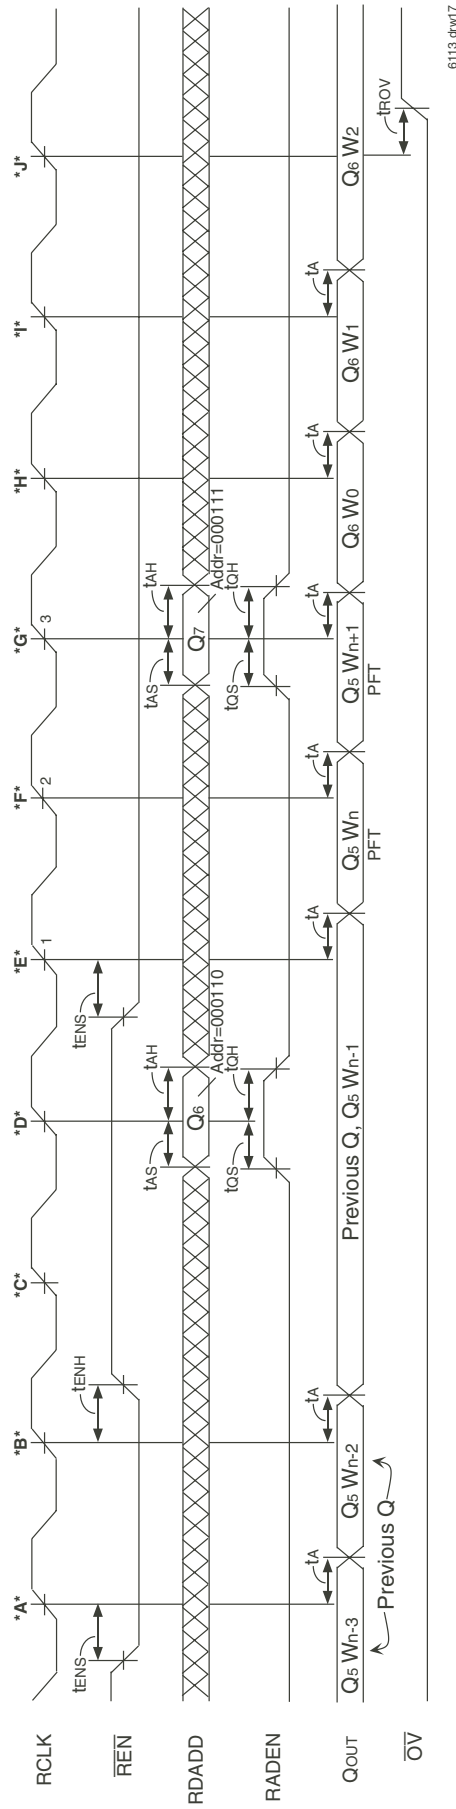 *A* *B* *C* *D* *E* *F* *G* *H* *I* *J*
RCLK
1 2 3
REN
tENS tENH tENS
RDADD
tAS tAH tAS tAH
Q6 Q7
Addr=000110 Addr=000111
RADEN
tQS tQH tQS tQH
QOUT
tA tA tA tA tA tA tA tA
Q5 Wn-3 Q5 Wn-2 Previous Q, Q5 Wn-1 Q5 Wn Q5 Wn+1 Q6 W0 Q6 W1 Q6 W2
PFT PFT
Previous Q
OV
tROV
6113 drw17